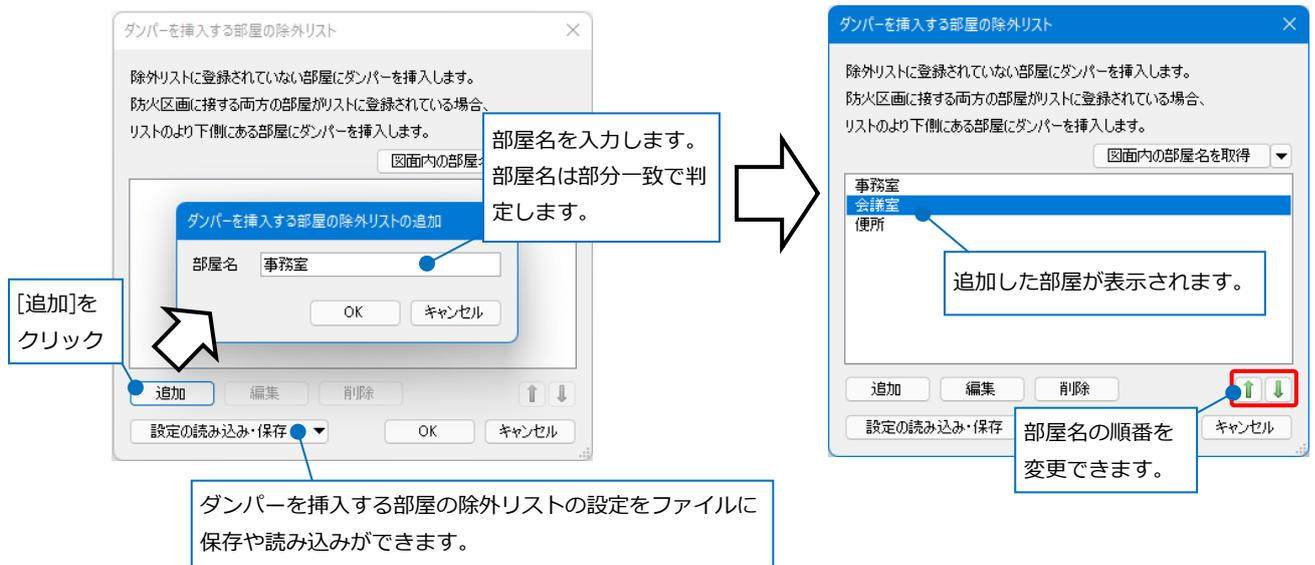 ダンパーを挿入する部屋の除外リスト
除外リストに登録されていない部屋にダンパーを挿入します。
防火区画に接する両方の部屋がリストに登録されている場合、
リストのより下側にある部屋にダンパーを挿入します。
図面内の部屋
部屋名を入力します。
部屋名は部分一致で判
定します。
ダンパーを挿入する部屋の除外リストの追加
部屋名 事務室
OK キャンセル
[追加]を
クリック
追加 編集 削除
設定の読み込み・保存 OK キャンセル
ダンパーを挿入する部屋の除外リストの設定をファイルに
保存や読み込みができます。
ダンパーを挿入する部屋の除外リスト
除外リストに登録されていない部屋にダンパーを挿入します。
防火区画に接する両方の部屋がリストに登録されている場合、
リストのより下側にある部屋にダンパーを挿入します。
図面内の部屋名を取得
事務室
会議室
便所
追加した部屋が表示されます。
追加 編集 削除
設定の読み込み・保存 キャンセル
部屋名の順番を
変更できます。